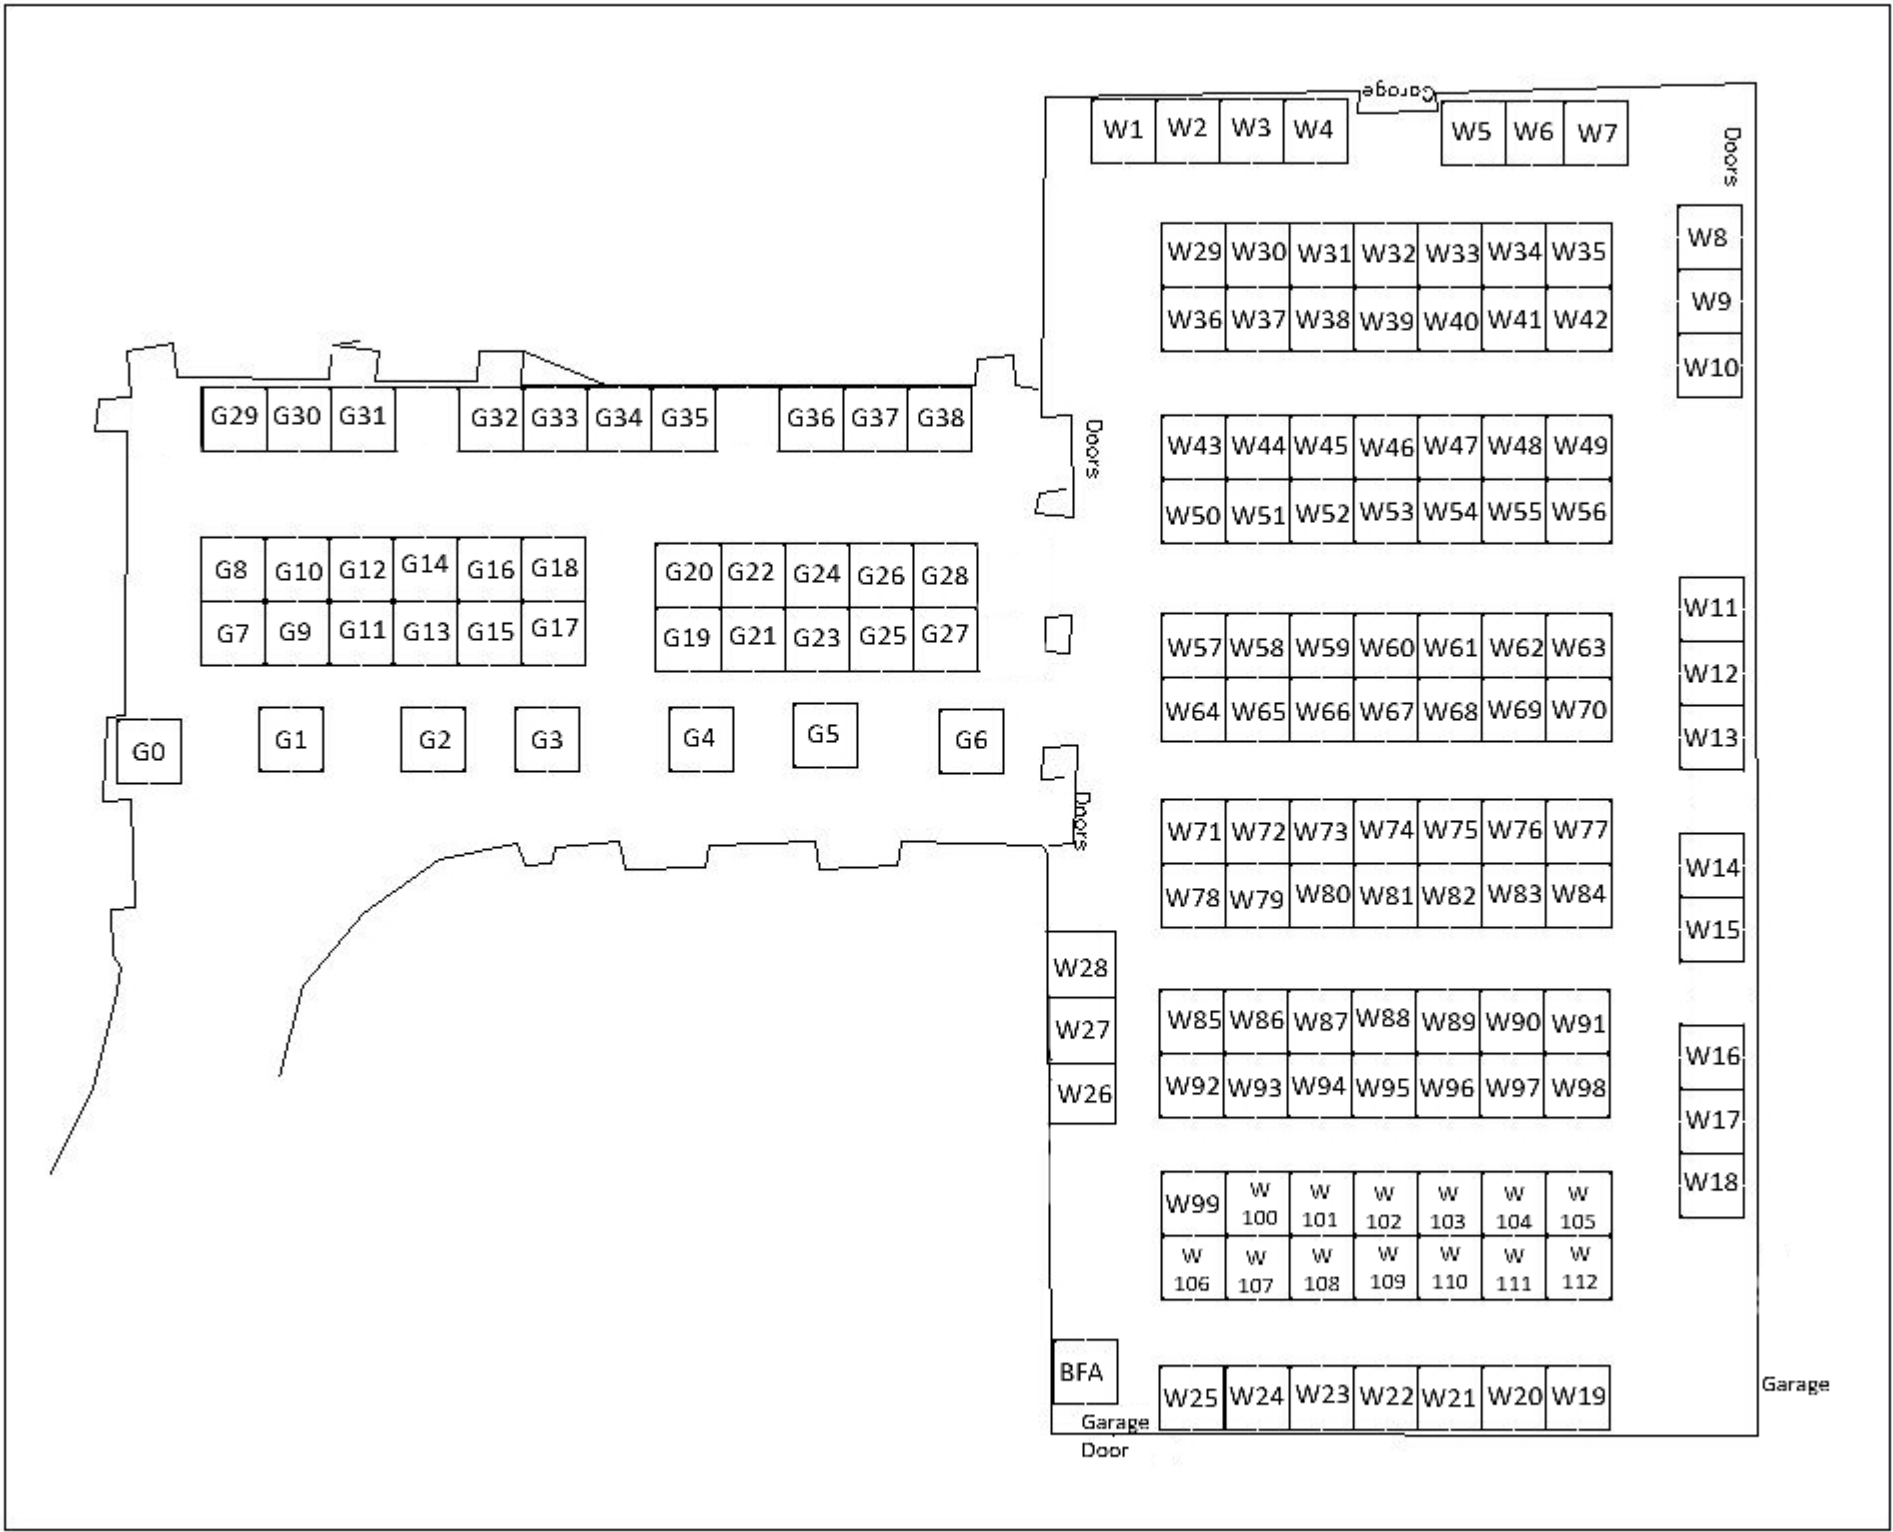 Garage
W1 W2 W3 W4 W5 W6 W7
Doors
W8
W9
W10
W29 W30 W31 W32 W33 W34 W35
W36 W37 W38 W39 W40 W41 W42
G29 G30 G31 G32 G33 G34 G35 G36 G37 G38
Doors
W43 W44 W45 W46 W47 W48 W49
W50 W51 W52 W53 W54 W55 W56
G8 G10 G12 G14 G16 G18 G20 G22 G24 G26 G28
G7 G9 G11 G13 G15 G17 G19 G21 G23 G25 G27
W57 W58 W59 W60 W61 W62 W63
W64 W65 W66 W67 W68 W69 W70
W11
W12
W13
G0 G1 G2 G3 G4 G5 G6
Doors
W71 W72 W73 W74 W75 W76 W77
W78 W79 W80 W81 W82 W83 W84
W14
W15
W28
W27
W26
W85 W86 W87 W88 W89 W90 W91
W92 W93 W94 W95 W96 W97 W98
W16
W17
W18
W99 W 100 W 101 W 102 W 103 W 104 W 105
W 106 W 107 W 108 W 109 W 110 W 111 W 112
BFA
W25 W24 W23 W22 W21 W20 W19
Garage
Garage
Door